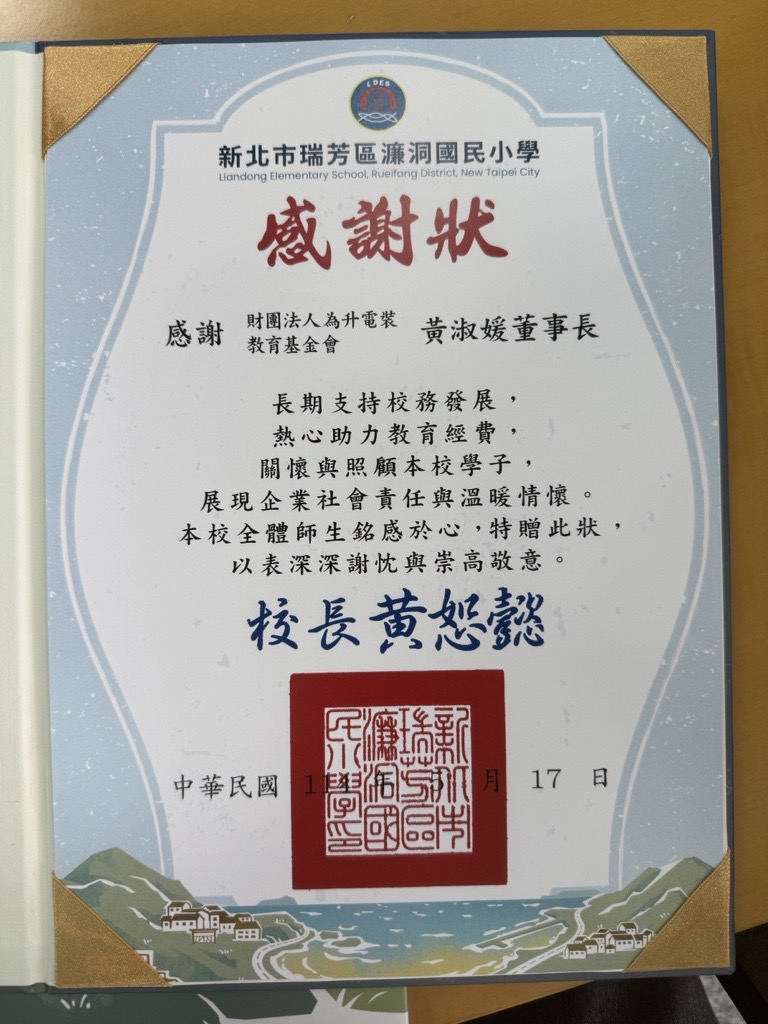 LDES
新北市瑞芳區濂洞國民小學
Liandong Elementary School, Rueifang District, New Taipei City
感謝狀
感謝 財團法人為升電裝教育基金會 黃淑媛董事長
長期支持校務發展，
熱心助力教育經費，
關懷與照顧本校學子，
展現企業社會責任與溫暖情懷。
本校全體師生銘感於心，特贈此狀，
以表深深謝忱與崇高敬意。
校長黃恕懿
新北市瑞芳區濂洞國民小學印
中華民國 114 年 5 月 17 日